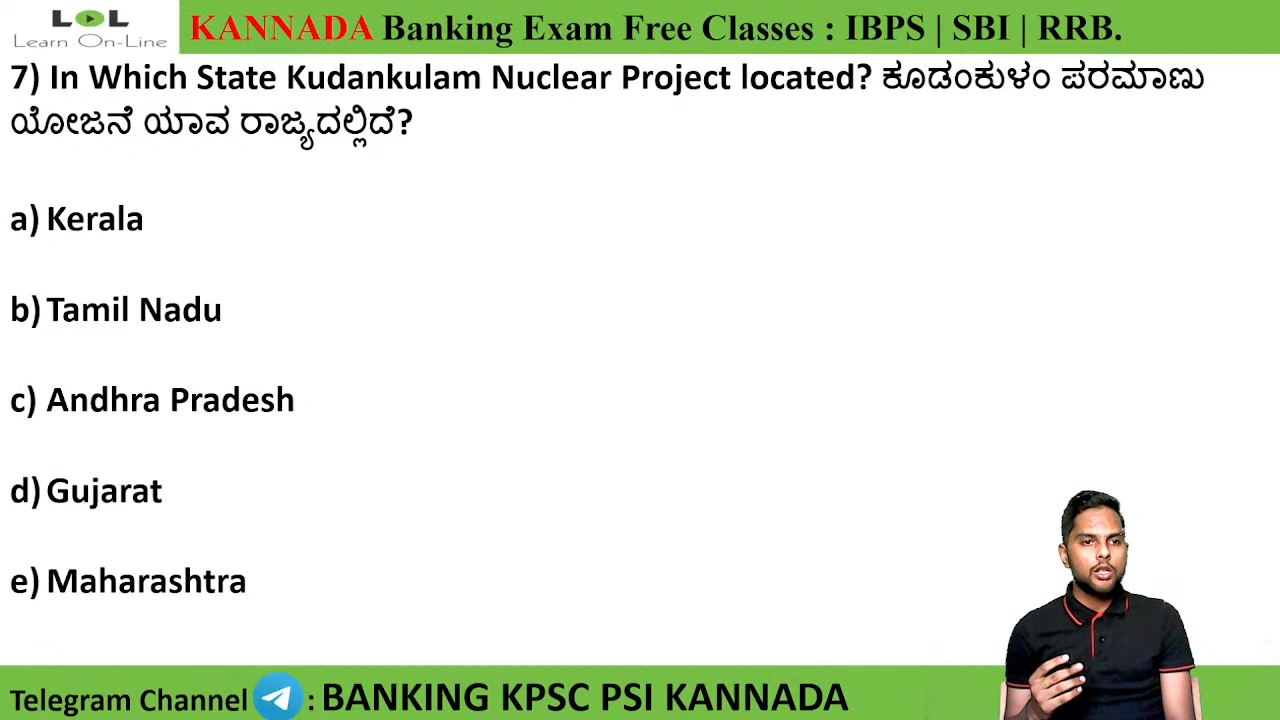 LOL
Learn On-Line
KANNADA Banking Exam Free Classes : IBPS | SBI | RRB.
7) In Which State Kudankulam Nuclear Project located? ಕೂಡಂಕುಳಂ ಪರಮಾಣು
ಯೋಜನೆ ಯಾವ ರಾಜ್ಯದಲ್ಲಿದೆ?
a) Kerala
b) Tamil Nadu
c) Andhra Pradesh
d) Gujarat
e) Maharashtra
Telegram Channel : BANKING KPSC PSI KANNADA